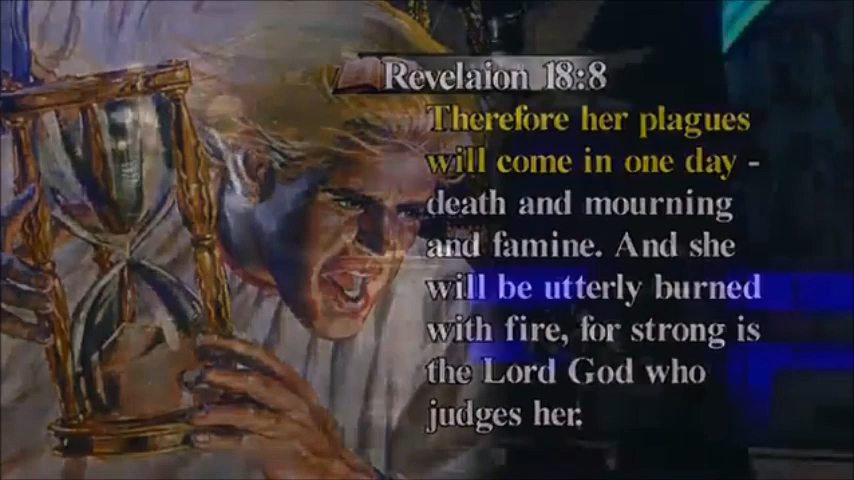 Revelaion 18:8
Therefore her plagues
will come in one day -
death and mourning
and famine. And she
will be utterly burned
with fire, for strong is
the Lord God who
judges her.